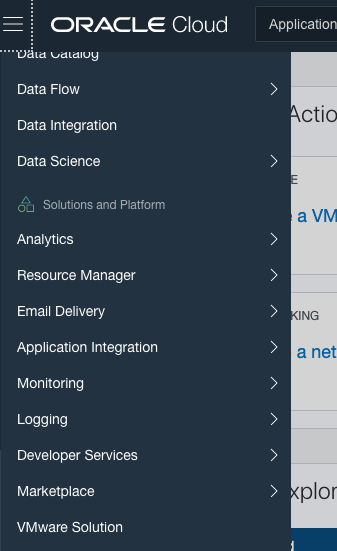 ORACLE Cloud
Application
Data Catalog
Data Flow
Data Integration
Data Science
Solutions and Platform
Analytics
Resource Manager
Email Delivery
Application Integration
Monitoring
Logging
Developer Services
Marketplace
VMware Solution
Actio
E
a VM
KING
a net
xplor